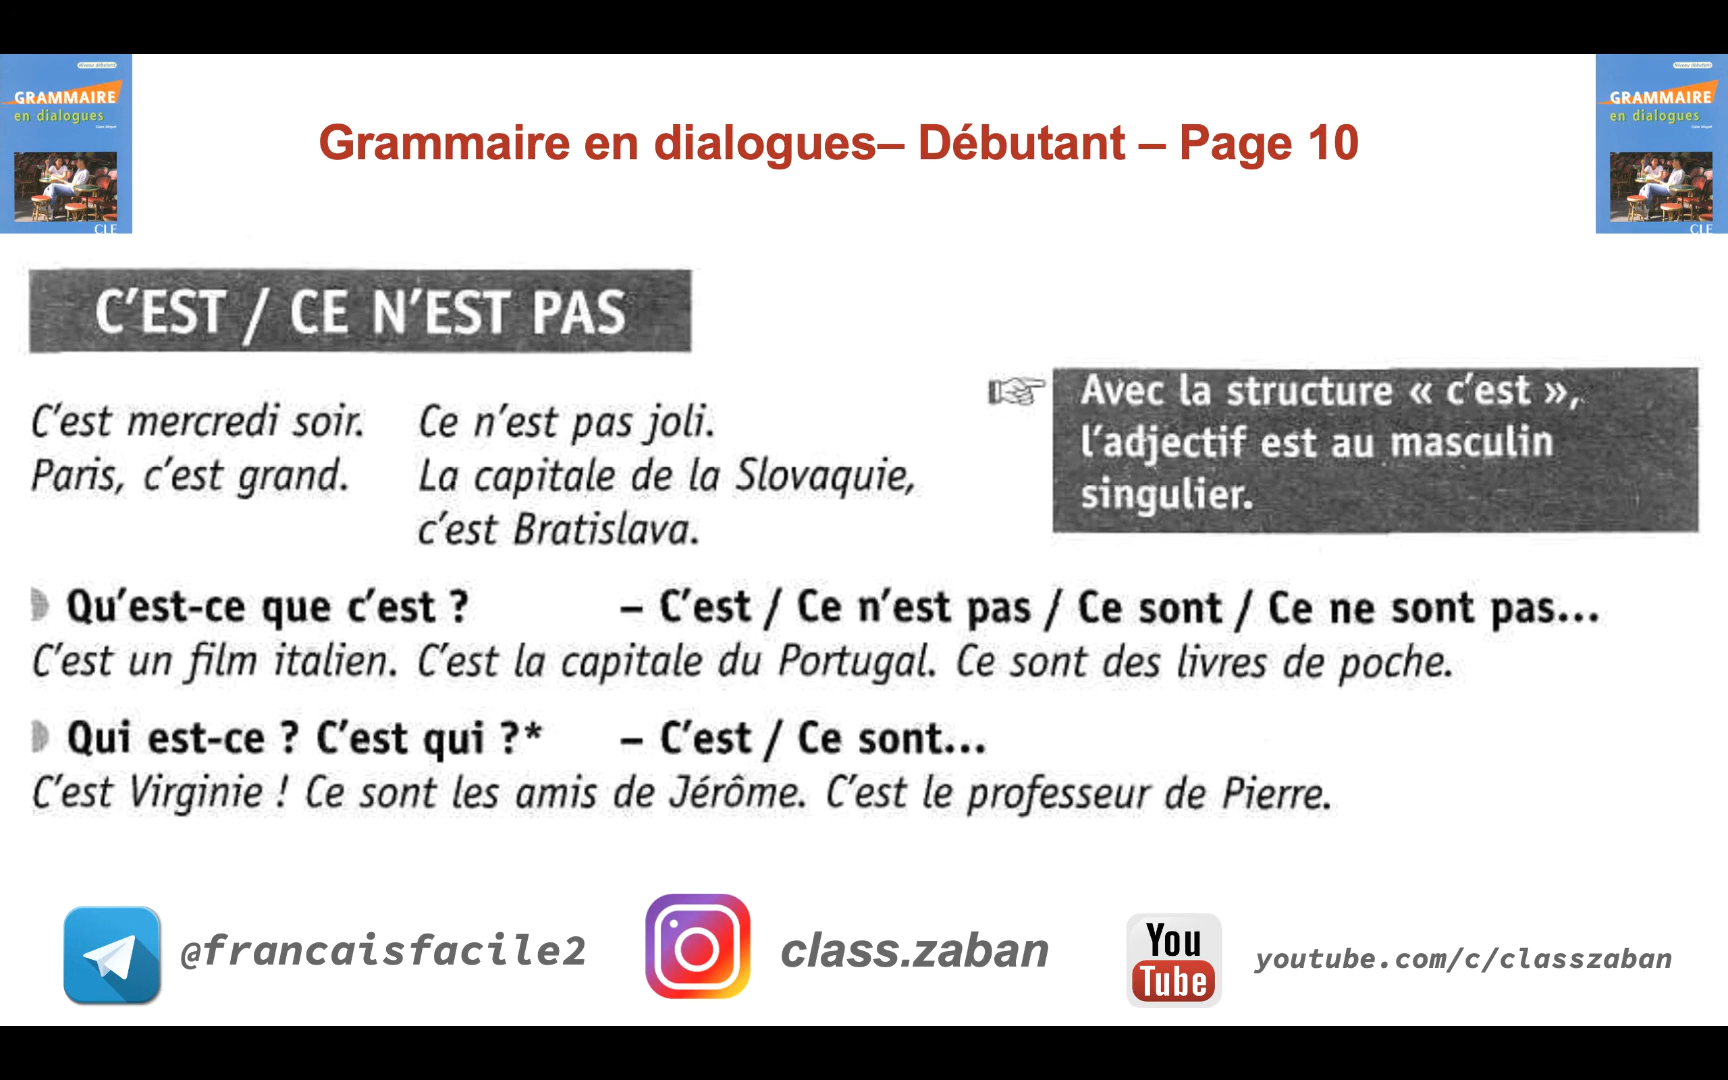 Niveau débutant
GRAMMAIRE
en dialogues
CLE
Grammaire en dialogues– Débutant – Page 10
Niveau débutant
GRAMMAIRE
en dialogues
CLE
C'EST / CE N'EST PAS
C'est mercredi soir.
Paris, c'est grand.
Ce n'est pas joli.
La capitale de la Slovaquie,
c'est Bratislava.
Avec la structure « c'est »,
l'adjectif est au masculin
singulier.
Qu'est-ce que c'est ? – C'est / Ce n'est pas / Ce sont / Ce ne sont pas...
C'est un film italien. C'est la capitale du Portugal. Ce sont des livres de poche.
Qui est-ce ? C'est qui ?* – C'est / Ce sont...
C'est Virginie ! Ce sont les amis de Jérôme. C'est le professeur de Pierre.
@francaisfacile2
class.zaban
You
Tube
youtube.com/c/classzaban